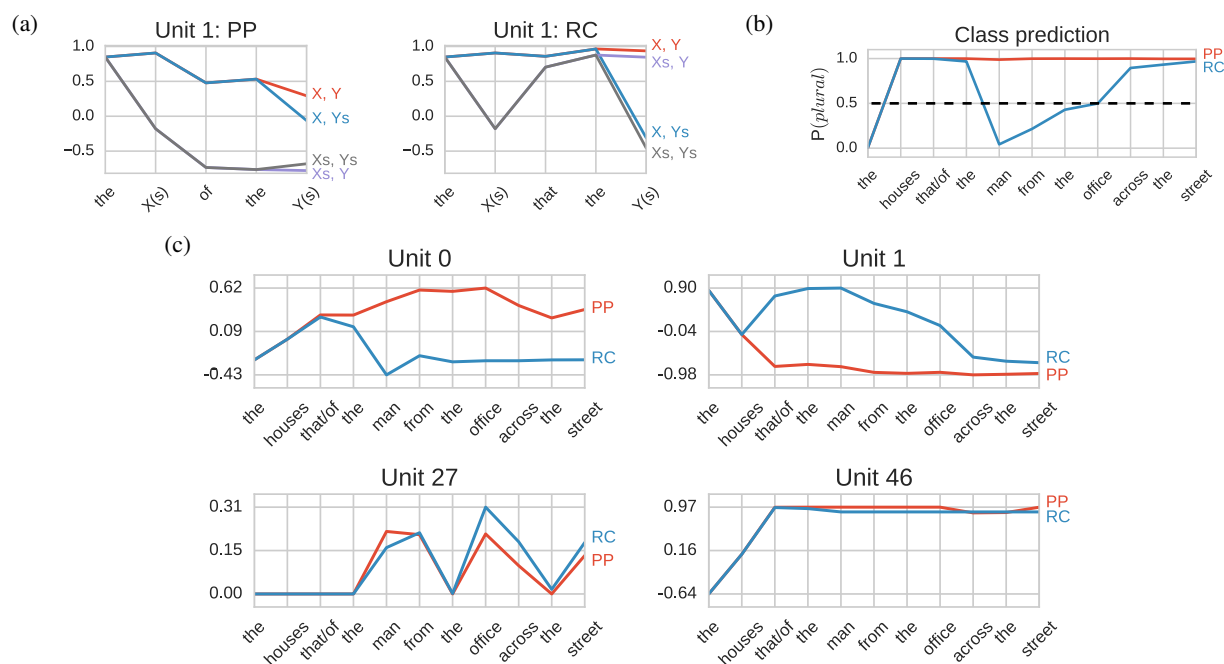 (a)
Unit 1: PP
1.0
0.5
0.0
−0.5
X, Y
X, Ys
Xs, Ys
Xs, Y
the
X(s)
of
the
Y(s)
Unit 1: RC
1.0
0.5
0.0
−0.5
X, Y
Xs, Y
X, Ys
Xs, Ys
the
X(s)
that
the
Y(s)
(b)
Class prediction
P(plural)
1.0
0.5
0.0
PP
RC
the
houses
that/of
the
man
from
the
office
across
the
street
(c)
Unit 0
0.62
0.09
-0.43
PP
RC
the
houses
that/of
the
man
from
the
office
across
the
street
Unit 1
0.90
-0.04
-0.98
RC
PP
the
houses
that/of
the
man
from
the
office
across
the
street
Unit 27
0.31
0.15
0.00
RC
PP
the
houses
that/of
the
man
from
the
office
across
the
street
Unit 46
0.97
0.16
-0.64
PP
RC
the
houses
that/of
the
man
from
the
office
across
the
street